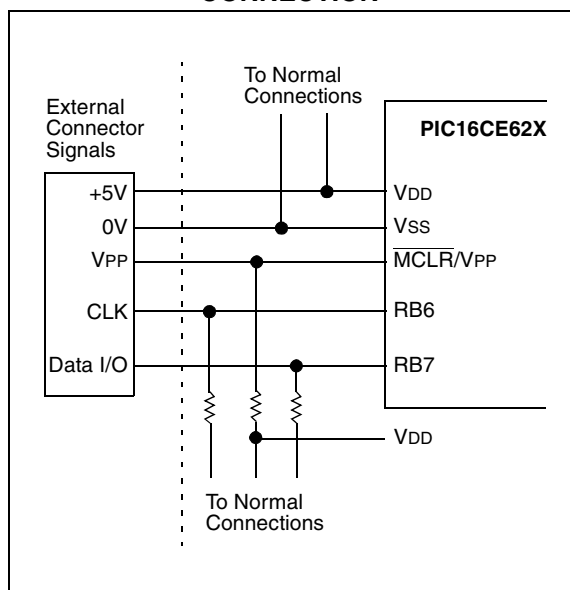 CONNECTION
To Normal
Connections
External
Connector
Signals
PIC16CE62X
+5V
VDD
0V
VSS
VPP
MCLR/VPP
CLK
RB6
Data I/O
RB7
VDD
To Normal
Connections